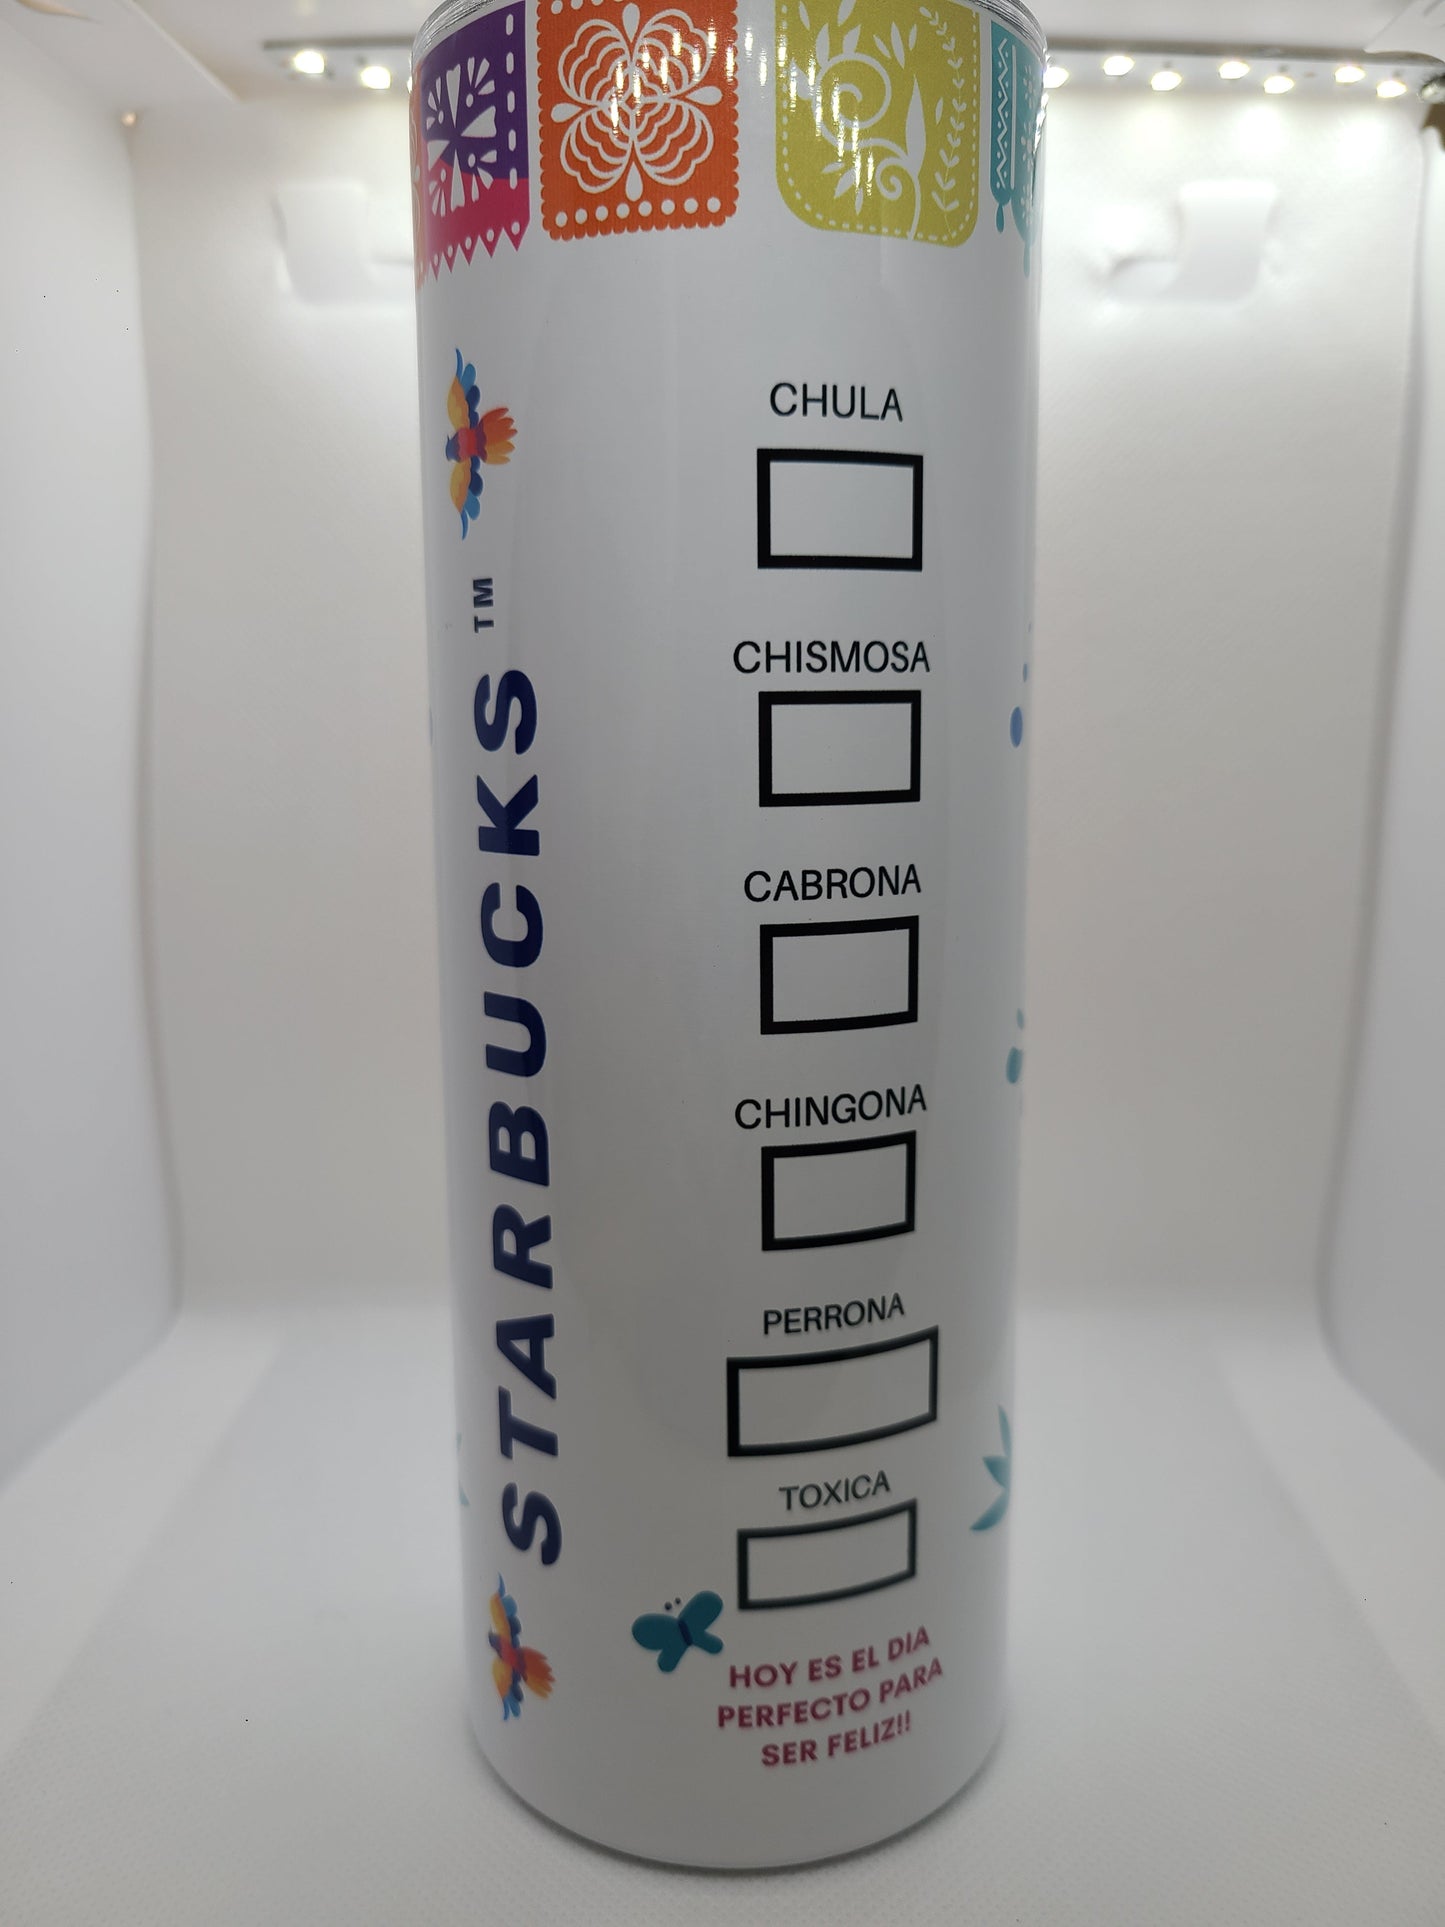 STARBUCKS™
CHULA
CHISMOSA
CABRONA
CHINGONA
PERRONA
TOXICA
HOY ES EL DIA
PERFECTO PARA
SER FELIZ!!